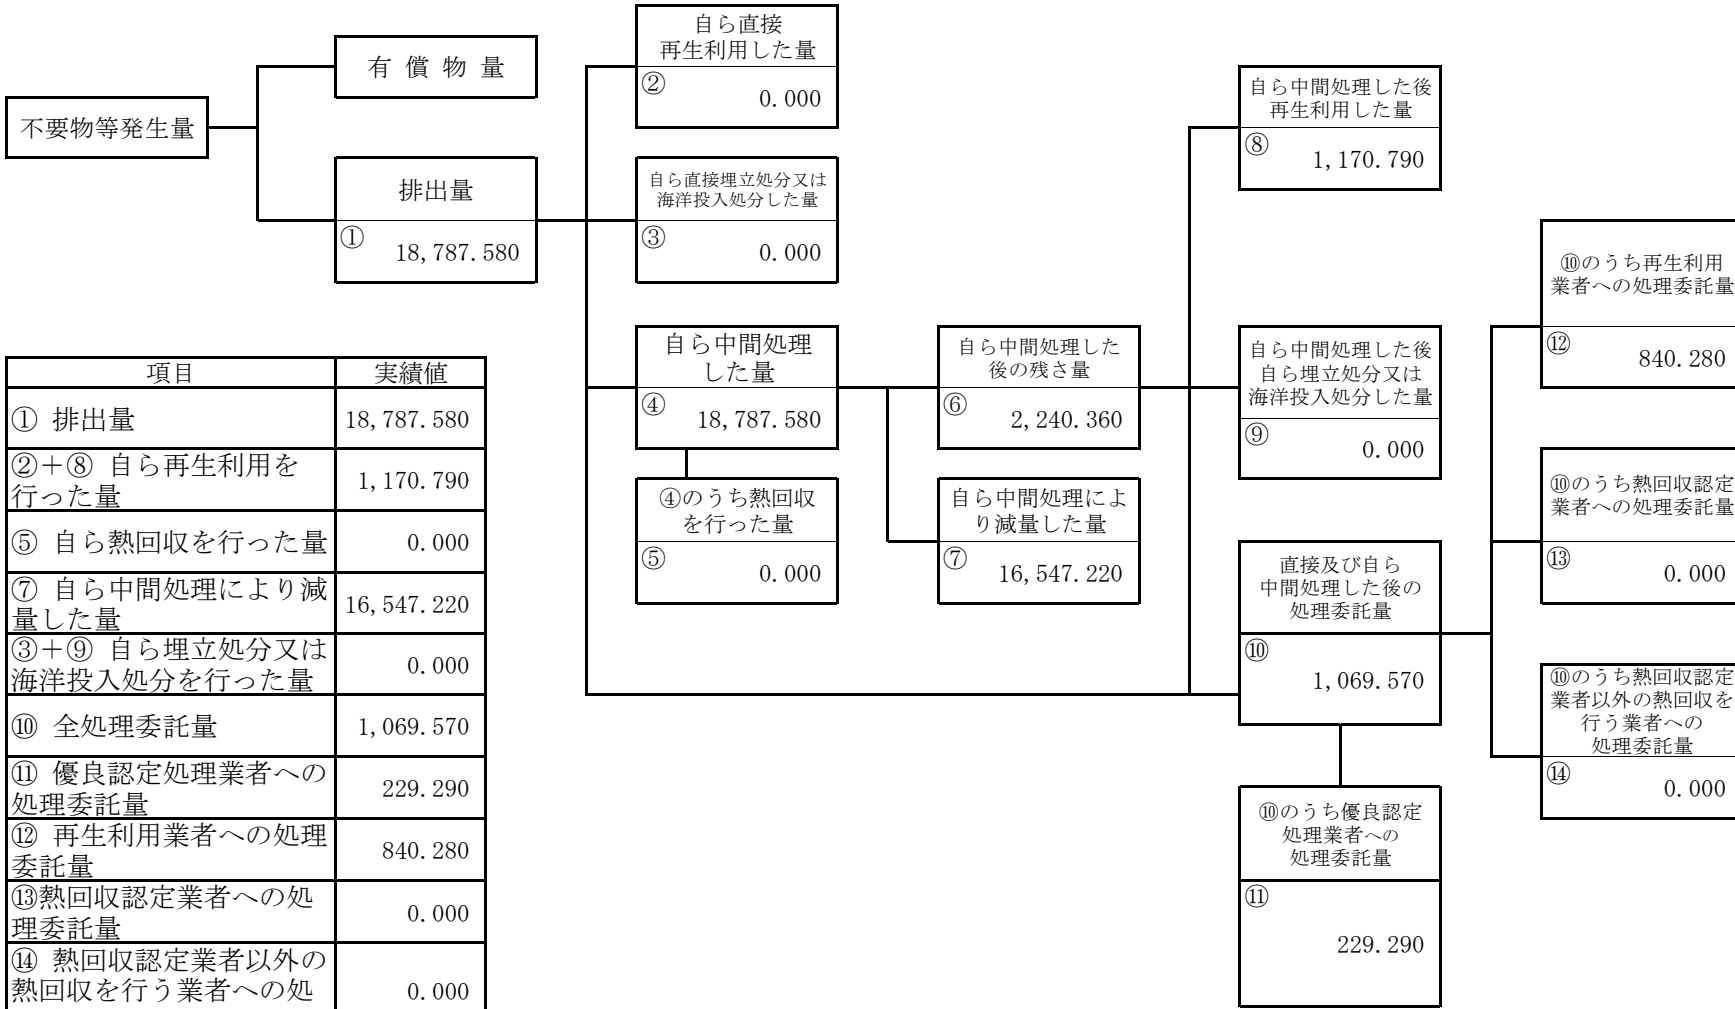 不要物等発生量
有 償 物 量
排出量
① 18,787.580
自ら直接
再生利用した量
② 0.000
自ら直接埋立処分又は
海洋投入処分した量
③ 0.000
自ら中間処理
した量
④ 18,787.580
④のうち熱回収
を行った量
⑤ 0.000
自ら中間処理した
後の残さ量
⑥ 2,240.360
自ら中間処理によ
り減量した量
⑦ 16,547.220
自ら中間処理した後
再生利用した量
⑧ 1,170.790
自ら中間処理した後
自ら埋立処分又は
海洋投入処分した量
⑨ 0.000
直接及び自ら
中間処理した後の
処理委託量
⑩
1,069.570
⑩のうち優良認定
処理業者への
処理委託量
⑪
229.290
⑩のうち再生利用
業者への処理委託量
⑫ 840.280
⑩のうち熱回収認定
業者への処理委託量
⑬ 0.000
⑩のうち熱回収認定
業者以外の熱回収を
行う業者への
処理委託量
⑭ 0.000
項目 実績値
① 排出量 18,787.580
②＋⑧ 自ら再生利用を
行った量 1,170.790
⑤ 自ら熱回収を行った量 0.000
⑦ 自ら中間処理により減
量した量 16,547.220
③＋⑨ 自ら埋立処分又は
海洋投入処分を行った量 0.000
⑩ 全処理委託量 1,069.570
⑪ 優良認定処理業者への
処理委託量 229.290
⑫ 再生利用業者への処理
委託量 840.280
⑬熱回収認定業者への処
理委託量 0.000
⑭ 熱回収認定業者以外の
熱回収を行う業者への処 0.000